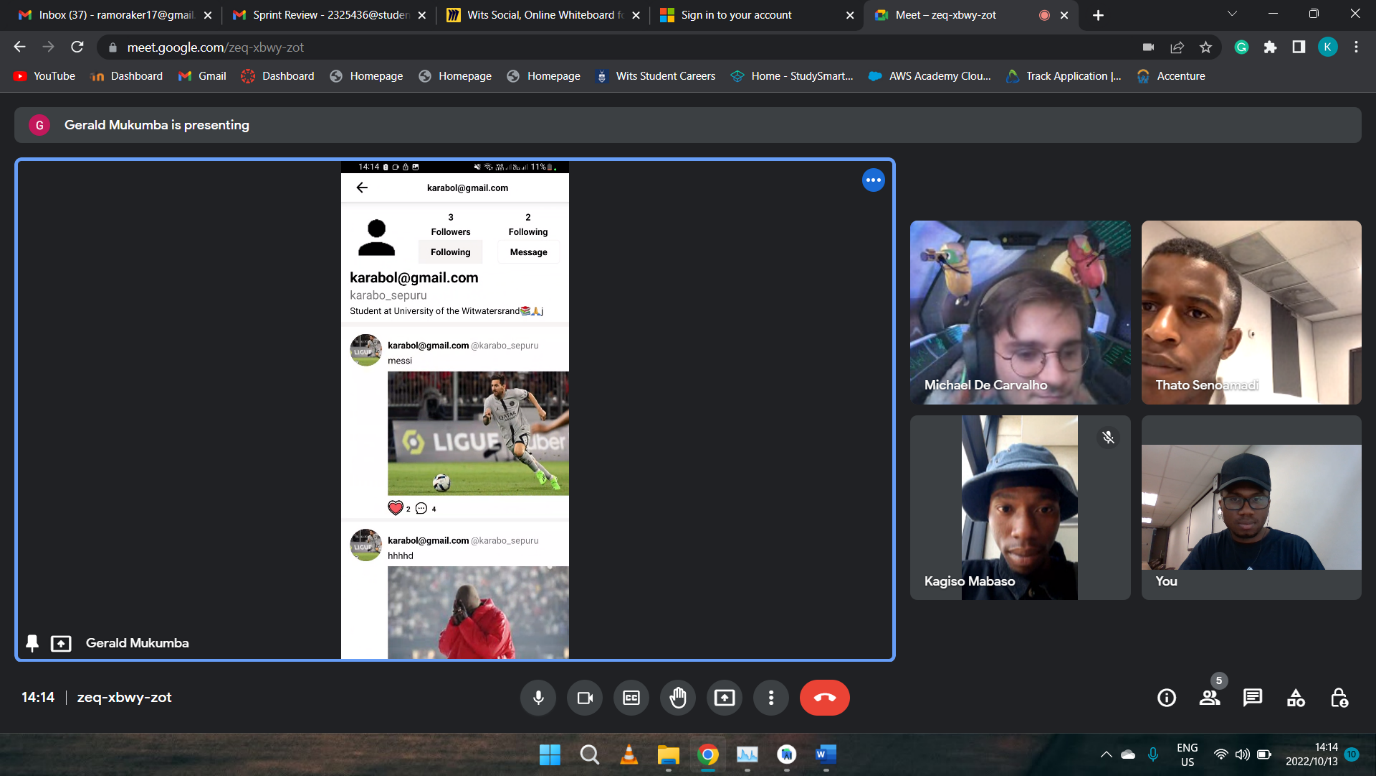 Inbox (37) - ramoraker17@gmail.
Sprint Review - 2325436@studen
Wits Social, Online Whiteboard fo
Sign in to your account
Meet – zeq-xbwy-zot
meet.google.com/zeq-xbwy-zot
K
YouTube
Dashboard
Gmail
Dashboard
Homepage
Homepage
Homepage
Wits Student Careers
Home - StudySmart...
AWS Academy Clou...
Track Application |...
Accenture
G
Gerald Mukumba is presenting
14:14
11%
karabol@gmail.com
3
2
Followers
Following
Following
Message
karabol@gmail.com
karabo_sepuru
Student at University of the Witwatersrand📚🙏j
karabol@gmail.com @karabo_sepuru
messi
LIGUE
uber
2
4
karabol@gmail.com @karabo_sepuru
hhhhd
Gerald Mukumba
Michael De Carvalho
Thato Senoamadi
Kagiso Mabaso
You
14:14 | zeq-xbwy-zot
5
ENG
US
14:14
2022/10/13
10